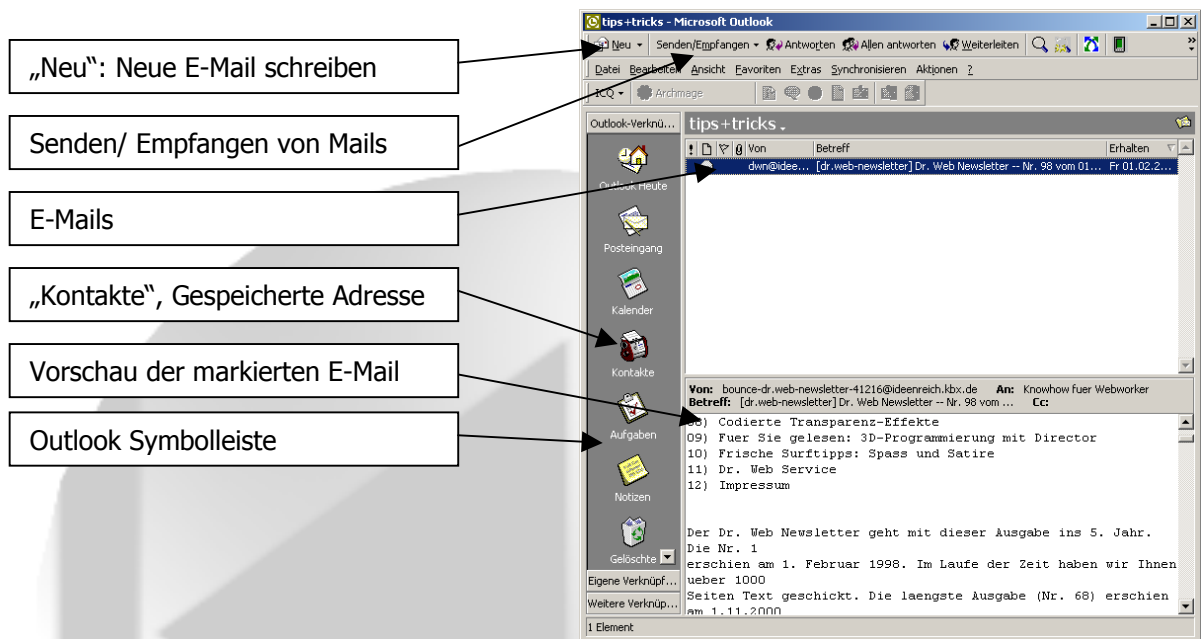 „Neu“: Neue E-Mail schreiben
Senden/ Empfangen von Mails
E-Mails
„Kontakte“, Gespeicherte Adresse
Vorschau der markierten E-Mail
Outlook Symbolleiste
tips+tricks - Microsoft Outlook
Neu Senden/Empfangen Antworten Allen antworten Weiterleiten
Datei Bearbeiten Ansicht Favoriten Extras Synchronisieren Aktionen ?
ICQ Archmage
Outlook-Verknü...
Outlook Heute
Posteingang
Kalender
Kontakte
Aufgaben
Notizen
Gelöschte
Eigene Verknüpf...
Weitere Verknüp...
tips+tricks .
! Von Betreff Erhalten
dwn@idee... [dr.web-newsletter] Dr. Web Newsletter -- Nr. 98 vom 01... Fr 01.02.2...
Von: bounce-dr.web-newsletter-41216@ideenreich.kbx.de An: Knowhow fuer Webworker
Betreff: [dr.web-newsletter] Dr. Web Newsletter -- Nr. 98 vom ... Cc:
08) Codierte Transparenz-Effekte
09) Fuer Sie gelesen: 3D-Programmierung mit Director
10) Frische Surftipps: Spass und Satire
11) Dr. Web Service
12) Impressum
Der Dr. Web Newsletter geht mit dieser Ausgabe ins 5. Jahr.
Die Nr. 1
erschien am 1. Februar 1998. Im Laufe der Zeit haben wir Ihnen
ueber 1000
Seiten Text geschickt. Die laengste Ausgabe (Nr. 68) erschien
am 1.11.2000
1 Element